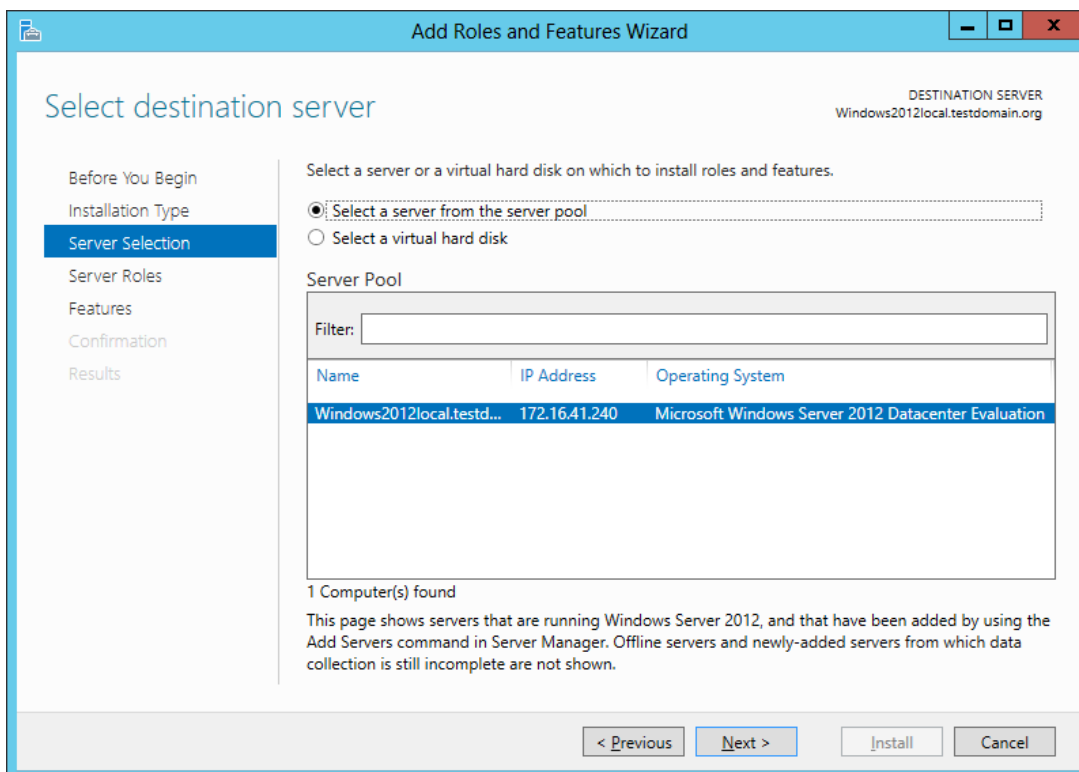 Add Roles and Features Wizard
Select destination server
DESTINATION SERVER
Windows2012local.testdomain.org
Before You Begin
Installation Type
Server Selection
Server Roles
Features
Confirmation
Results
Select a server or a virtual hard disk on which to install roles and features.
Select a server from the server pool
Select a virtual hard disk
Server Pool
Filter:
Name IP Address Operating System
Windows2012local.testd... 172.16.41.240 Microsoft Windows Server 2012 Datacenter Evaluation
1 Computer(s) found
This page shows servers that are running Windows Server 2012, and that have been added by using the
Add Servers command in Server Manager. Offline servers and newly-added servers from which data
collection is still incomplete are not shown.
< Previous Next > Install Cancel